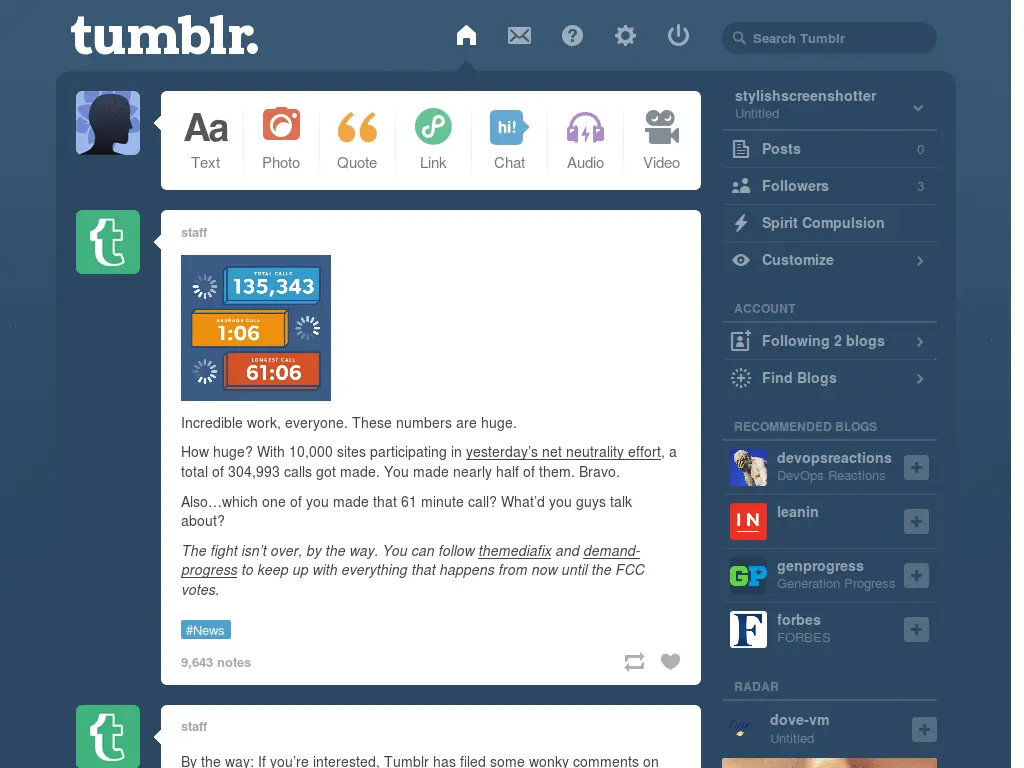 tumblr.
Search Tumblr
Aa
hi!
Text
Photo
Quote
Link
Chat
Audio
Video
staff
TOTAL CALLS
135,343
AVERAGE CALL
1:06
LONGEST CALL
61:06
Incredible work, everyone. These numbers are huge.
How huge? With 10,000 sites participating in yesterday's net neutrality effort, a
total of 304,993 calls got made. You made nearly half of them. Bravo.
Also…which one of you made that 61 minute call? What'd you guys talk
about?
The fight isn't over, by the way. You can follow themediafix and demand-
progress to keep up with everything that happens from now until the FCC
votes.
#News
9,643 notes
staff
By the way: If you're interested, Tumblr has filed some wonky comments on
stylishscreenshotter
Untitled
Posts 0
Followers 3
Spirit Compulsion
Customize
ACCOUNT
Following 2 blogs
Find Blogs
RECOMMENDED BLOGS
devopsreactions
DevOps Reactions
IN
leanin
GP
genprogress
Generation Progress
F
forbes
FORBES
RADAR
dove-vm
Untitled